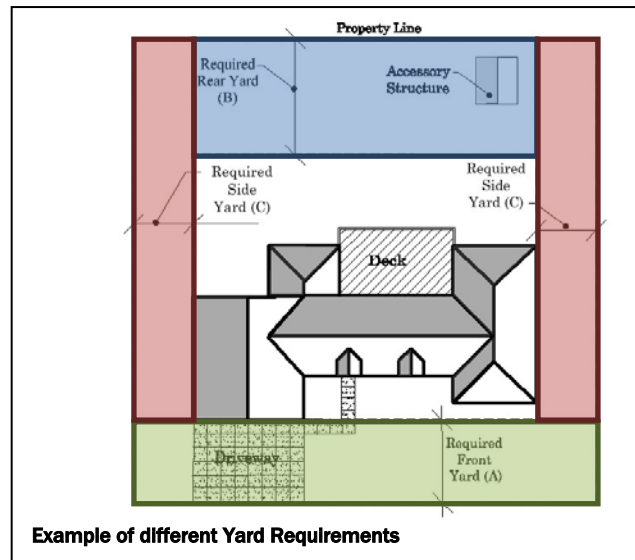 Property Line
Required
Rear Yard
(B)
Accessory
Structure
Required
Side
Yard (C)
Required
Side
Yard (C)
Deck
Driveway
Required
Front
Yard (A)
Example of different Yard Requirements